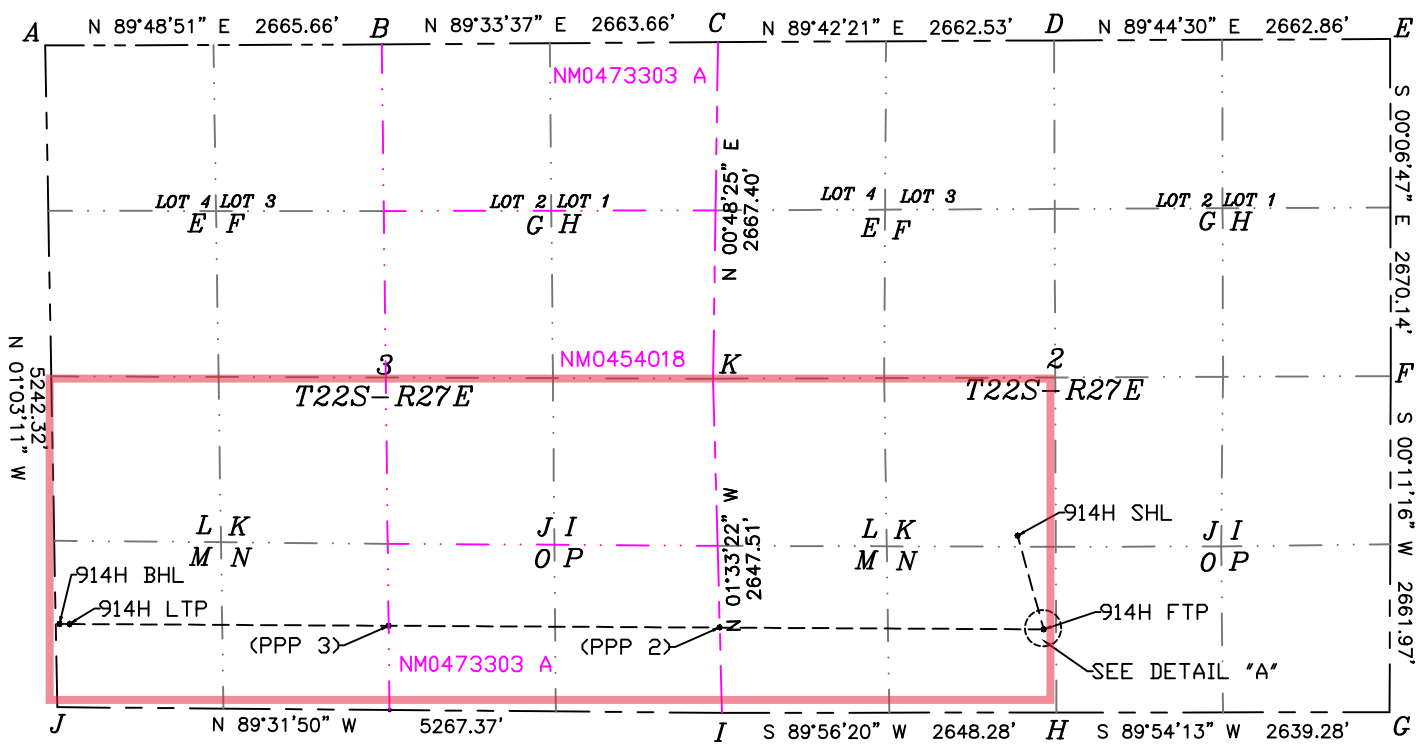 A N 89°48'51" E 2665.66' B N 89°33'37" E 2663.66' C N 89°42'21" E 2662.53' D N 89°44'30" E 2662.86' E
NM0473303 A
S 00°06'47" E 2670.14'
N 00°48'25" E
2667.40'
LOT 4 LOT 3 LOT 2 LOT 1 LOT 4 LOT 3 LOT 2 LOT 1
E F G H E F G H
3 NM0454018 K 2 F
T22S-R27E T22S-R27E
5242.32'
N 01°03'11" W
S 00°11'16" W 2661.97'
N 01°33'22" W
2647.51'
914H SHL
L K J I L K J I
M N O P M N O P
914H BHL
914H LTP 914H FTP
(PPP 3) (PPP 2)
NM0473303 A SEE DETAIL "A"
J N 89°31'50" W 5267.37' I S 89°56'20" W 2648.28' H S 89°54'13" W 2639.28' G